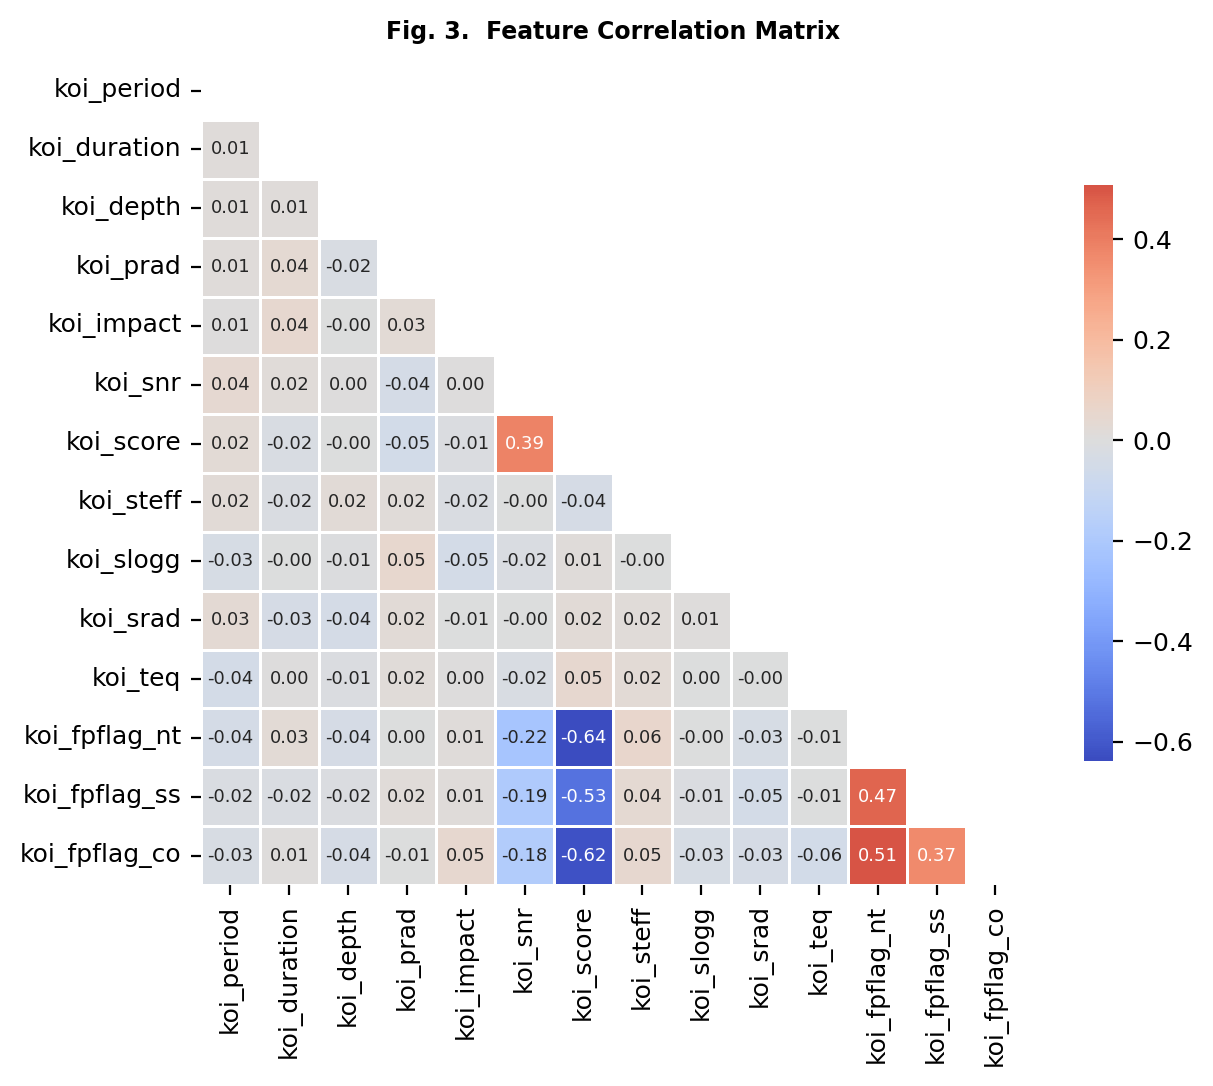 Fig. 3.  Feature Correlation Matrix
koi_period
koi_duration 0.01
koi_depth 0.01 0.01
koi_prad 0.01 0.04 -0.02
koi_impact 0.01 0.04 -0.00 0.03
koi_snr 0.04 0.02 0.00 -0.04 0.00
koi_score 0.02 -0.02 -0.00 -0.05 -0.01 0.39
koi_steff 0.02 -0.02 0.02 0.02 -0.02 -0.00 -0.04
koi_slogg -0.03 -0.00 -0.01 0.05 -0.05 -0.02 0.01 -0.00
koi_srad 0.03 -0.03 -0.04 0.02 -0.01 -0.00 0.02 0.02 0.01
koi_teq -0.04 0.00 -0.01 0.02 0.00 -0.02 0.05 0.02 0.00 -0.00
koi_fpflag_nt -0.04 0.03 -0.04 0.00 0.01 -0.22 -0.64 0.06 -0.00 -0.03 -0.01
koi_fpflag_ss -0.02 -0.02 -0.02 0.02 0.01 -0.19 -0.53 0.04 -0.01 -0.05 -0.01 0.47
koi_fpflag_co -0.03 0.01 -0.04 -0.01 0.05 -0.18 -0.62 0.05 -0.03 -0.03 -0.06 0.51 0.37
koi_period
koi_duration
koi_depth
koi_prad
koi_impact
koi_snr
koi_score
koi_steff
koi_slogg
koi_srad
koi_teq
koi_fpflag_nt
koi_fpflag_ss
koi_fpflag_co
0.4
0.2
0.0
−0.2
−0.4
−0.6